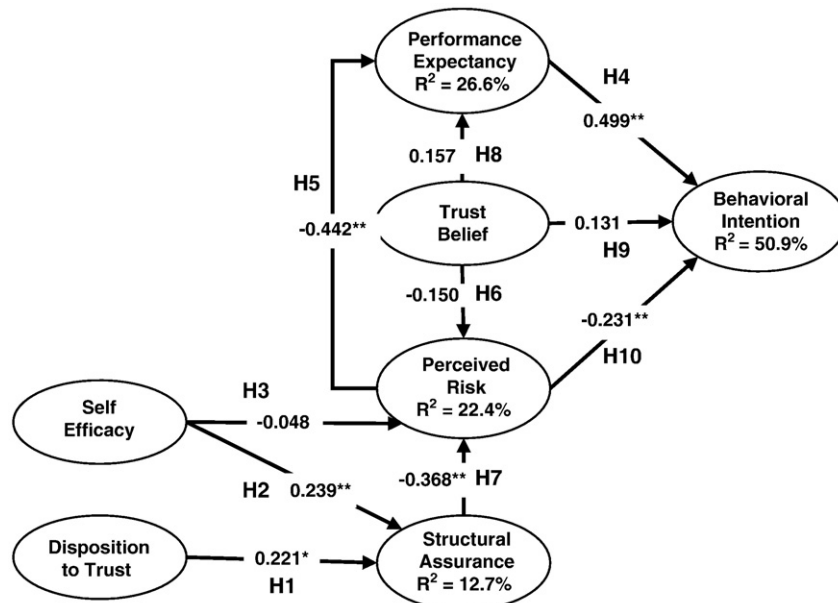 Performance
Expectancy
R² = 26.6%
H4
0.499**
0.157
H8
H5
-0.442**
Trust
Belief
0.131
H9
Behavioral
Intention
R² = 50.9%
-0.150
H6
-0.231**
H10
Perceived
Risk
R² = 22.4%
H3
-0.048
Self
Efficacy
-0.368**
H7
H2
0.239**
Disposition
to Trust
0.221*
H1
Structural
Assurance
R² = 12.7%